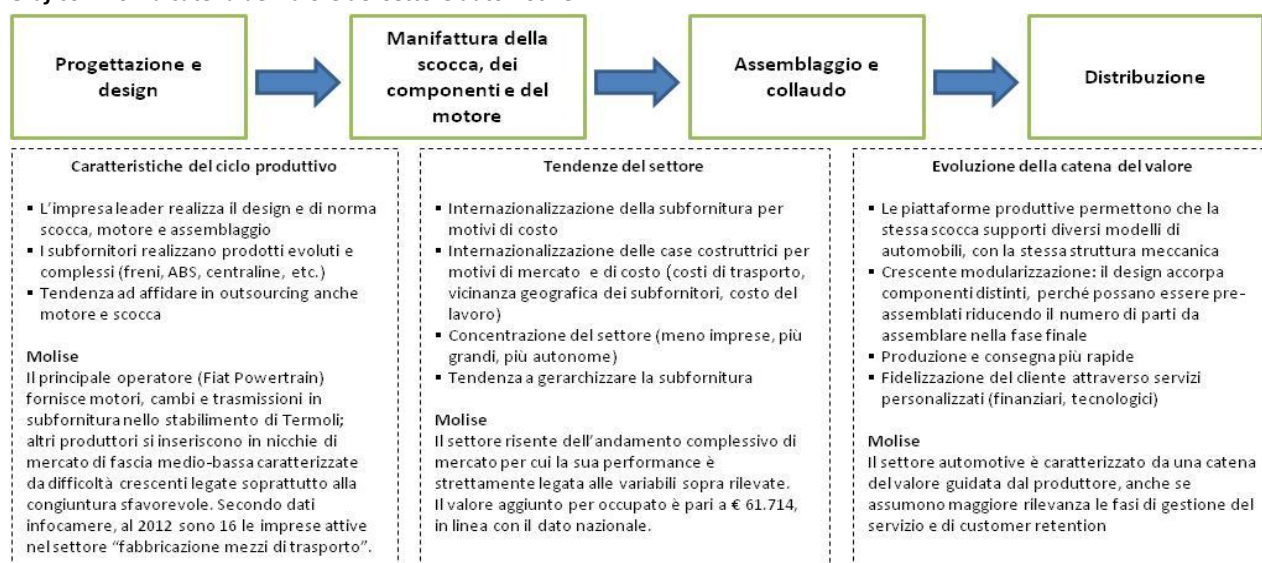 Progettazione e
design
Manifattura della
scocca, dei
componenti e del
motore
Assemblaggio e
collaudo
Distribuzione
Caratteristiche del ciclo produttivo
▪ L'impresa leader realizza il design e di norma
scocca, motore e assemblaggio
▪ I subfornitori realizzano prodotti evoluti e
complessi (freni, ABS, centraline, etc.)
▪ Tendenza ad affidare in outsourcing anche
motore e scocca
Molise
Il principale operatore (Fiat Powertrain)
fornisce motori, cambi e trasmissioni in
subfornitura nello stabilimento di Termoli;
altri produttori si inseriscono in nicchie di
mercato di fascia medio-bassa caratterizzate
da difficoltà crescenti legate soprattutto alla
congiuntura sfavorevole. Secondo dati
infocamere, al 2012 sono 16 le imprese attive
nel settore "fabbricazione mezzi di trasporto".
Tendenze del settore
▪ Internazionalizzazione della subfornitura per
motivi di costo
▪ Internazionalizzazione delle case costruttrici per
motivi di mercato e di costo (costi di trasporto,
vicinanza geografica dei subfornitori, costo del
lavoro)
▪ Concentrazione del settore (meno imprese, più
grandi, più autonome)
▪ Tendenza a gerarchizzare la subfornitura
Molise
Il settore risente dell'andamento complessivo di
mercato per cui la sua performance è
strettamente legata alle variabili sopra rilevate.
Il valore aggiunto per occupato è pari a € 61.714,
in linea con il dato nazionale.
Evoluzione della catena del valore
▪ Le piattaforme produttive permettono che la
stessa scocca supporti diversi modelli di
automobili, con la stessa struttura meccanica
▪ Crescente modularizzazione: il design accorpa
componenti distinti, perché possano essere pre-
assemblati riducendo il numero di parti da
assemblare nella fase finale
▪ Produzione e consegna più rapide
▪ Fidelizzazione del cliente attraverso servizi
personalizzati (finanziari, tecnologici)
Molise
Il settore automotive è caratterizzato da una catena
del valore guidata dal produttore, anche se
assumono maggiore rilevanza le fasi di gestione del
servizio e di customer retention